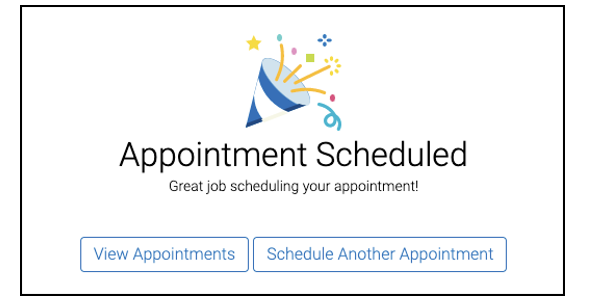 Appointment Scheduled
Great job scheduling your appointment!
View Appointments
Schedule Another Appointment